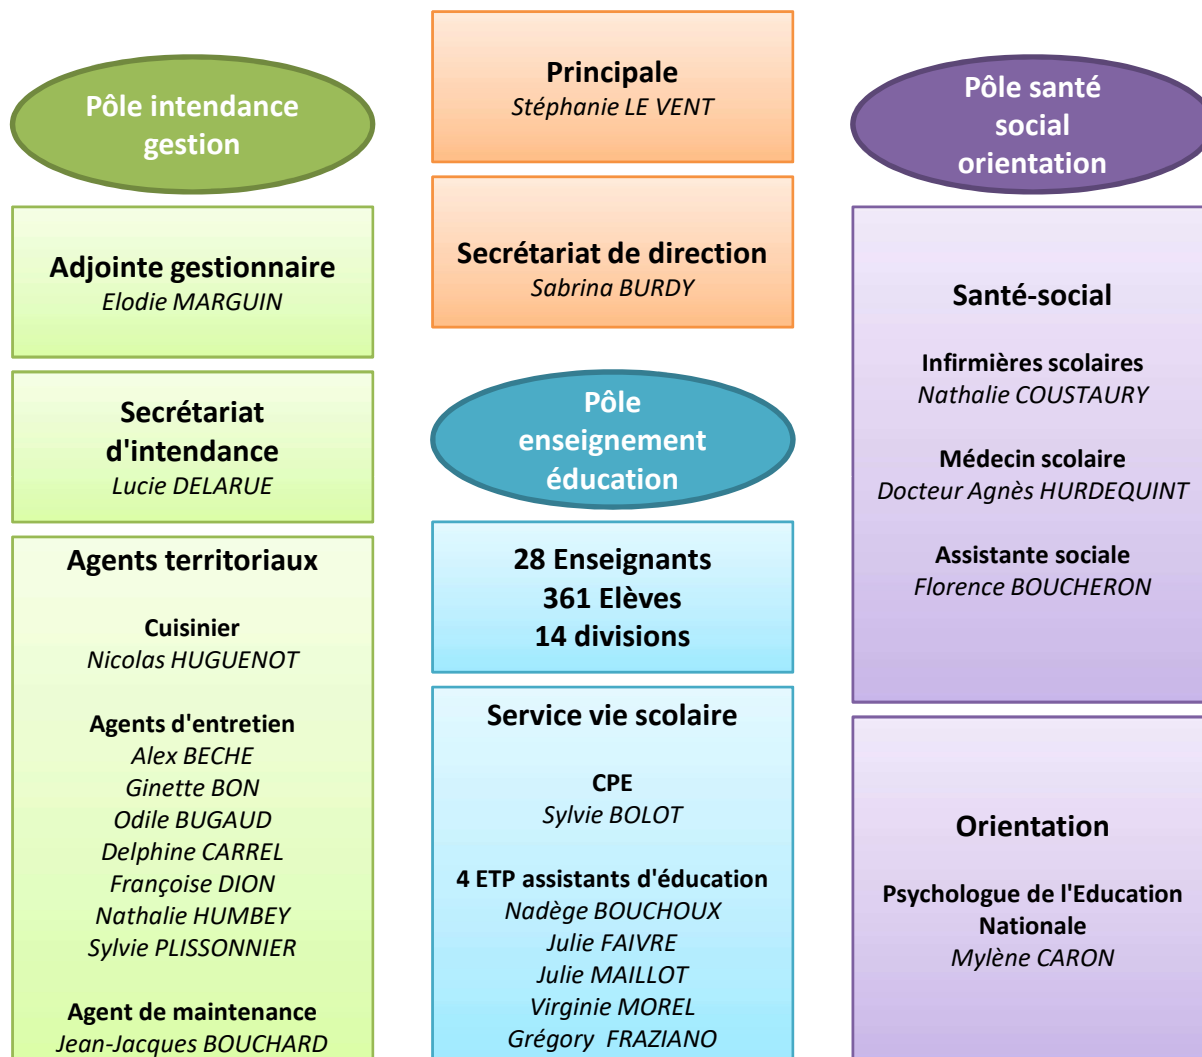 Pôle intendance
gestion
Adjointe gestionnaire
Elodie MARGUIN
Secrétariat
d'intendance
Lucie DELARUE
Agents territoriaux
Cuisinier
Nicolas HUGUENOT
Agents d'entretien
Alex BECHE
Ginette BON
Odile BUGAUD
Delphine CARREL
Françoise DION
Nathalie HUMBEY
Sylvie PLISSONNIER
Agent de maintenance
Jean-Jacques BOUCHARD
Principale
Stéphanie LE VENT
Secrétariat de direction
Sabrina BURDY
Pôle
enseignement
éducation
28 Enseignants
361 Elèves
14 divisions
Service vie scolaire
CPE
Sylvie BOLOT
4 ETP assistants d'éducation
Nadège BOUCHOUX
Julie FAIVRE
Julie MAILLOT
Virginie MOREL
Grégory FRAZIANO
Pôle santé
social
orientation
Santé-social
Infirmières scolaires
Nathalie COUSTAURY
Médecin scolaire
Docteur Agnès HURDEQUINT
Assistante sociale
Florence BOUCHERON
Orientation
Psychologue de l'Education
Nationale
Mylène CARON